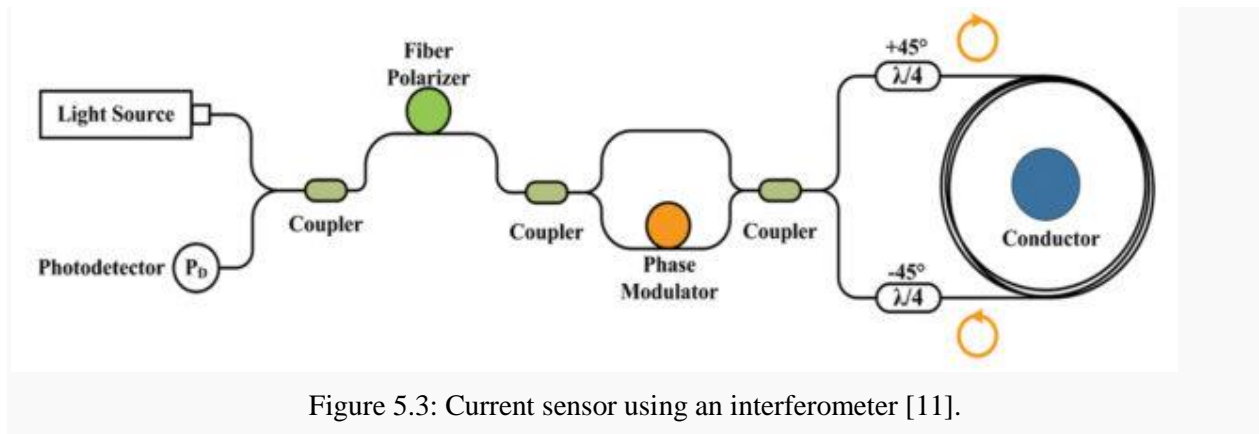 Fiber
Polarizer
+45°
λ/4
Light Source
Coupler
Coupler
Coupler
Conductor
Photodetector
P_D
Phase
Modulator
-45°
λ/4
Figure 5.3: Current sensor using an interferometer [11].